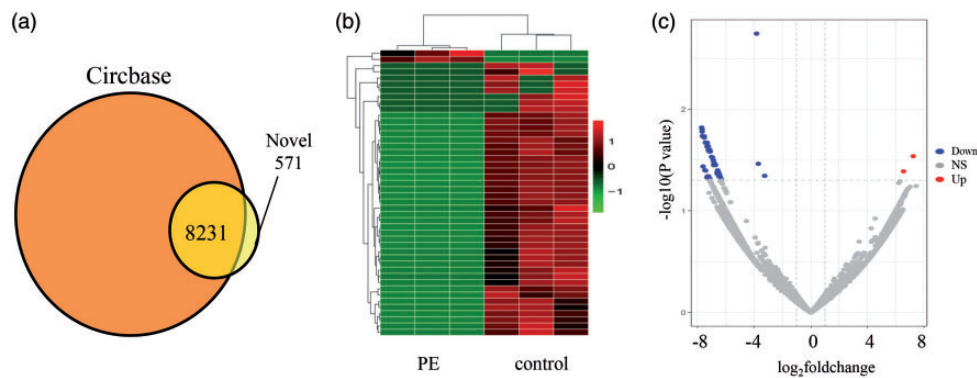 (a)
Circbase
Novel
571
8231
(b)
1
0
−1
PE control
(c)
-log10(P value)
2
1
0
-8 -4 0 4 8
log2foldchange
Down
NS
Up